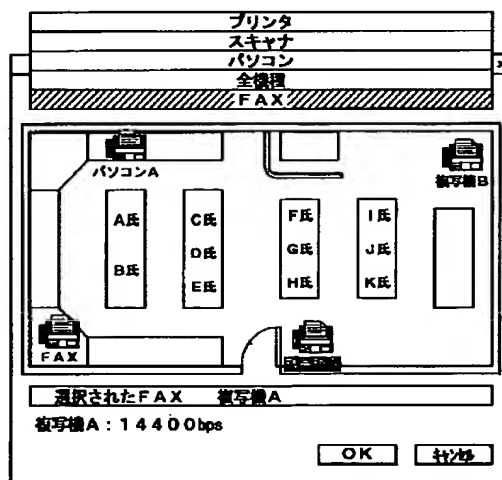 プリンタ
スキャナ
パソコン
全機種
FAX
パソコンA
複写機B
A氏 C氏 F氏 I氏
D氏 G氏 J氏
B氏 E氏 H氏 K氏
FAX
選択されたFAX 複写機A
複写機A:14400bps
OK キャンセル